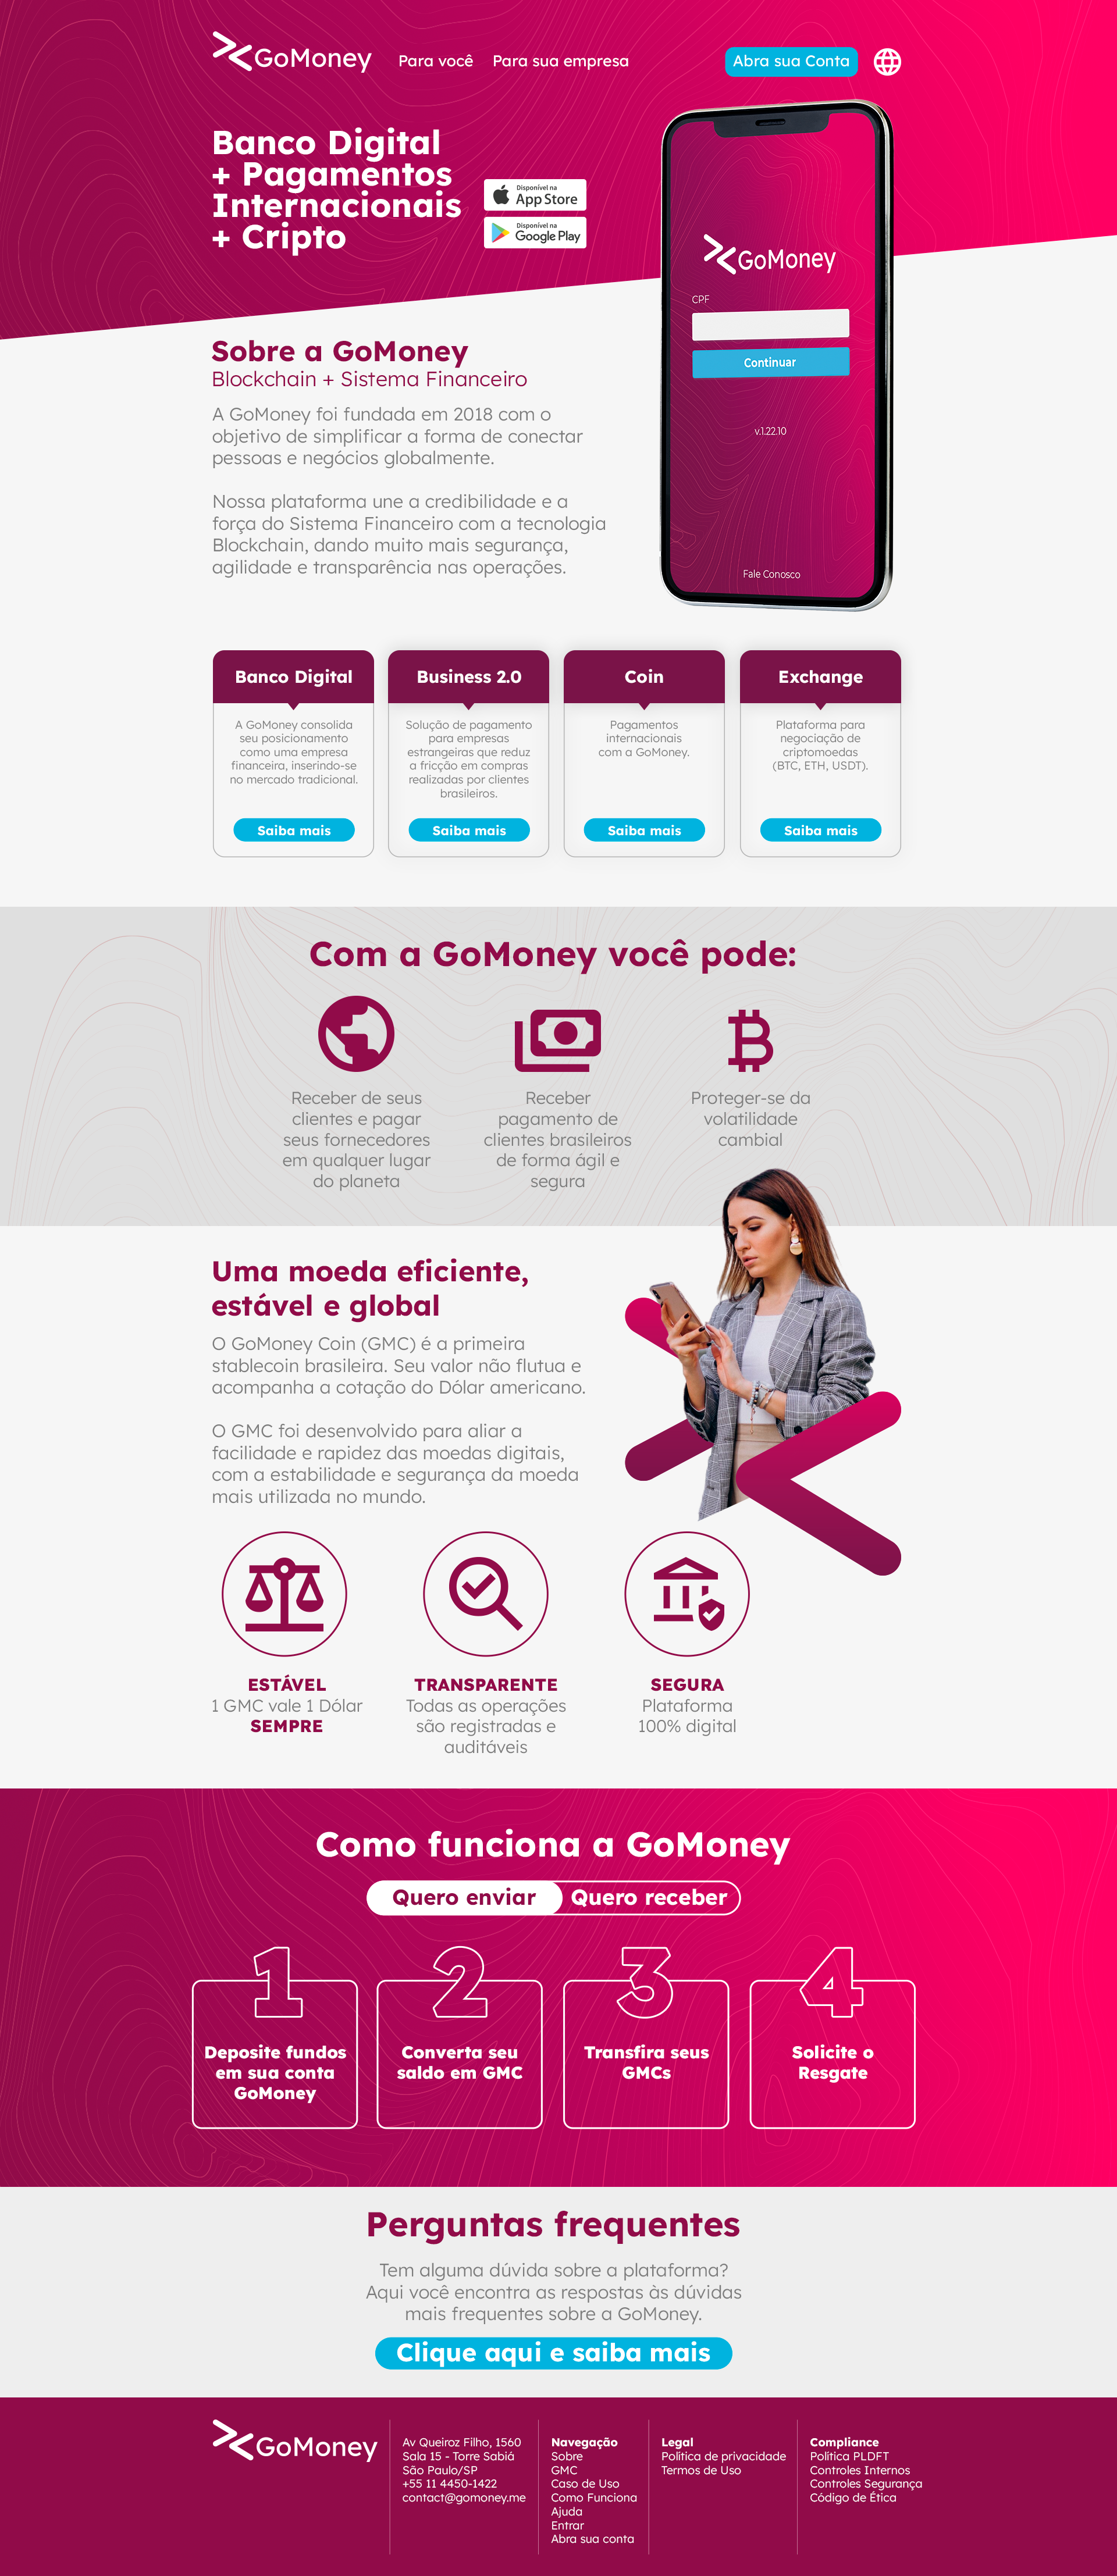 GoMoney
Para você
Para sua empresa
Abra sua Conta
Banco Digital
+ Pagamentos
Internacionais
+ Cripto
Disponível na
App Store
Disponível na
Google Play
GoMoney
CPF
Continuar
v.1.22.10
Fale Conosco
Sobre a GoMoney
Blockchain + Sistema Financeiro
A GoMoney foi fundada em 2018 com o
objetivo de simplificar a forma de conectar
pessoas e negócios globalmente.
Nossa plataforma une a credibilidade e a
força do Sistema Financeiro com a tecnologia
Blockchain, dando muito mais segurança,
agilidade e transparência nas operações.
Banco Digital
A GoMoney consolida
seu posicionamento
como uma empresa
financeira, inserindo-se
no mercado tradicional.
Saiba mais
Business 2.0
Solução de pagamento
para empresas
estrangeiras que reduz
a fricção em compras
realizadas por clientes
brasileiros.
Saiba mais
Coin
Pagamentos
internacionais
com a GoMoney.
Saiba mais
Exchange
Plataforma para
negociação de
criptomoedas
(BTC, ETH, USDT).
Saiba mais
Com a GoMoney você pode:
Receber de seus
clientes e pagar
seus fornecedores
em qualquer lugar
do planeta
Receber
pagamento de
clientes brasileiros
de forma ágil e
segura
Proteger-se da
volatilidade
cambial
Uma moeda eficiente,
estável e global
O GoMoney Coin (GMC) é a primeira
stablecoin brasileira. Seu valor não flutua e
acompanha a cotação do Dólar americano.
O GMC foi desenvolvido para aliar a
facilidade e rapidez das moedas digitais,
com a estabilidade e segurança da moeda
mais utilizada no mundo.
ESTÁVEL
1 GMC vale 1 Dólar
SEMPRE
TRANSPARENTE
Todas as operações
são registradas e
auditáveis
SEGURA
Plataforma
100% digital
Como funciona a GoMoney
Quero enviar
Quero receber
1
Deposite fundos
em sua conta
GoMoney
2
Converta seu
saldo em GMC
3
Transfira seus
GMCs
4
Solicite o
Resgate
Perguntas frequentes
Tem alguma dúvida sobre a plataforma?
Aqui você encontra as respostas às dúvidas
mais frequentes sobre a GoMoney.
Clique aqui e saiba mais
GoMoney
Av Queiroz Filho, 1560
Sala 15 - Torre Sabiá
São Paulo/SP
+55 11 4450-1422
contact@gomoney.me
Navegação
Sobre
GMC
Caso de Uso
Como Funciona
Ajuda
Entrar
Abra sua conta
Legal
Política de privacidade
Termos de Uso
Compliance
Política PLDFT
Controles Internos
Controles Segurança
Código de Ética